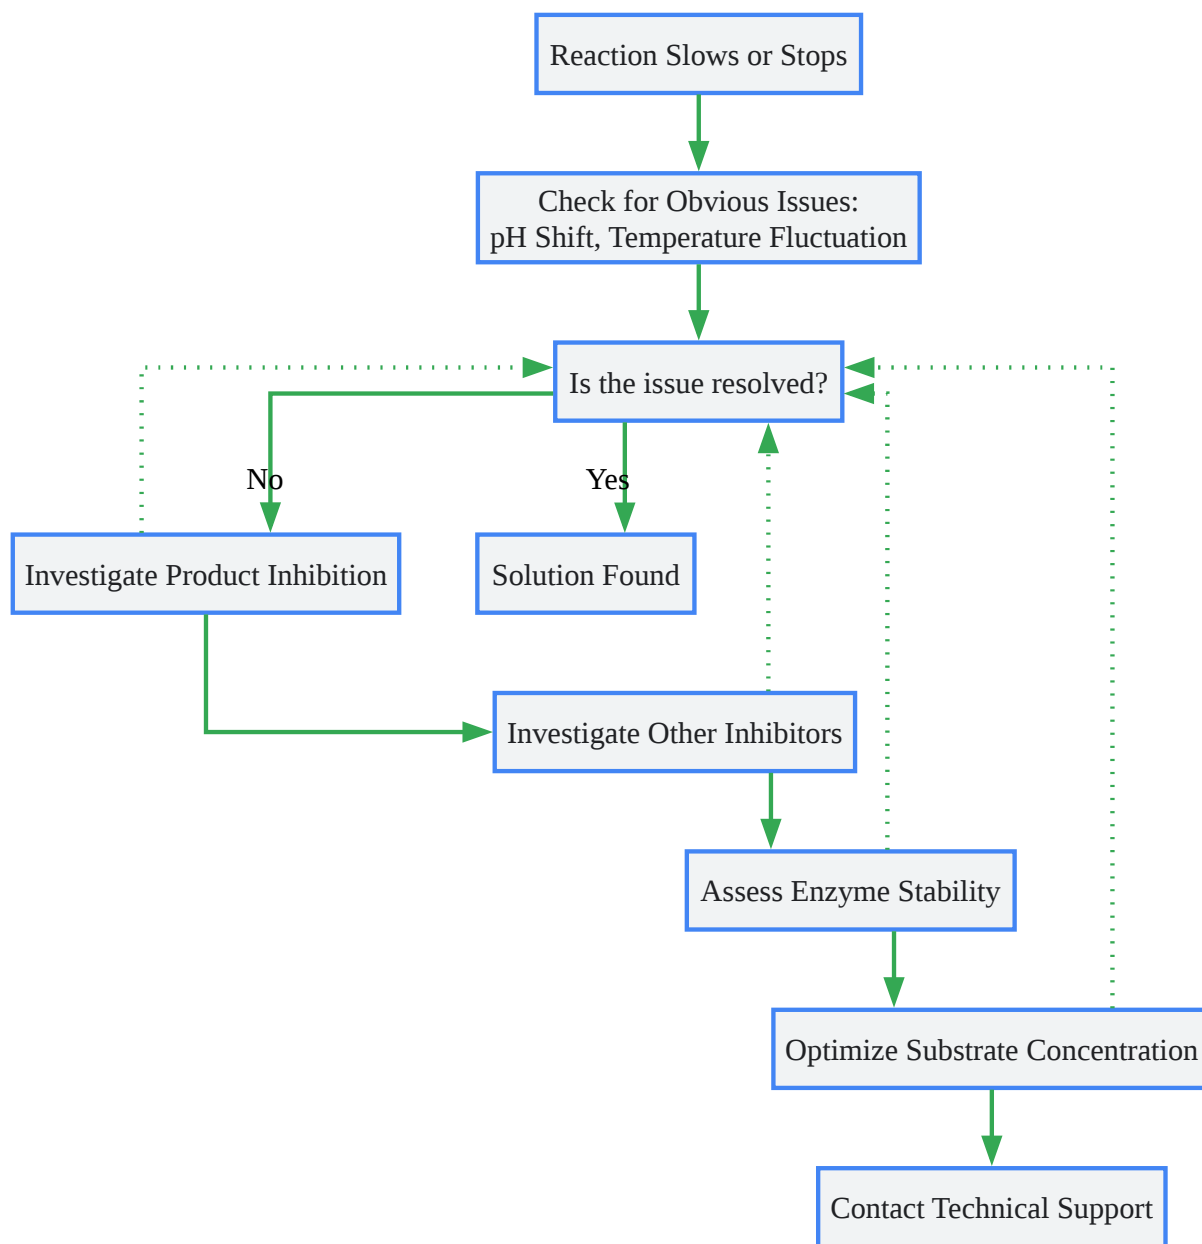 Reaction Slows or Stops
Check for Obvious Issues:
pH Shift, Temperature Fluctuation
Is the issue resolved?
No
Yes
Investigate Product Inhibition
Solution Found
Investigate Other Inhibitors
Assess Enzyme Stability
Optimize Substrate Concentration
Contact Technical Support